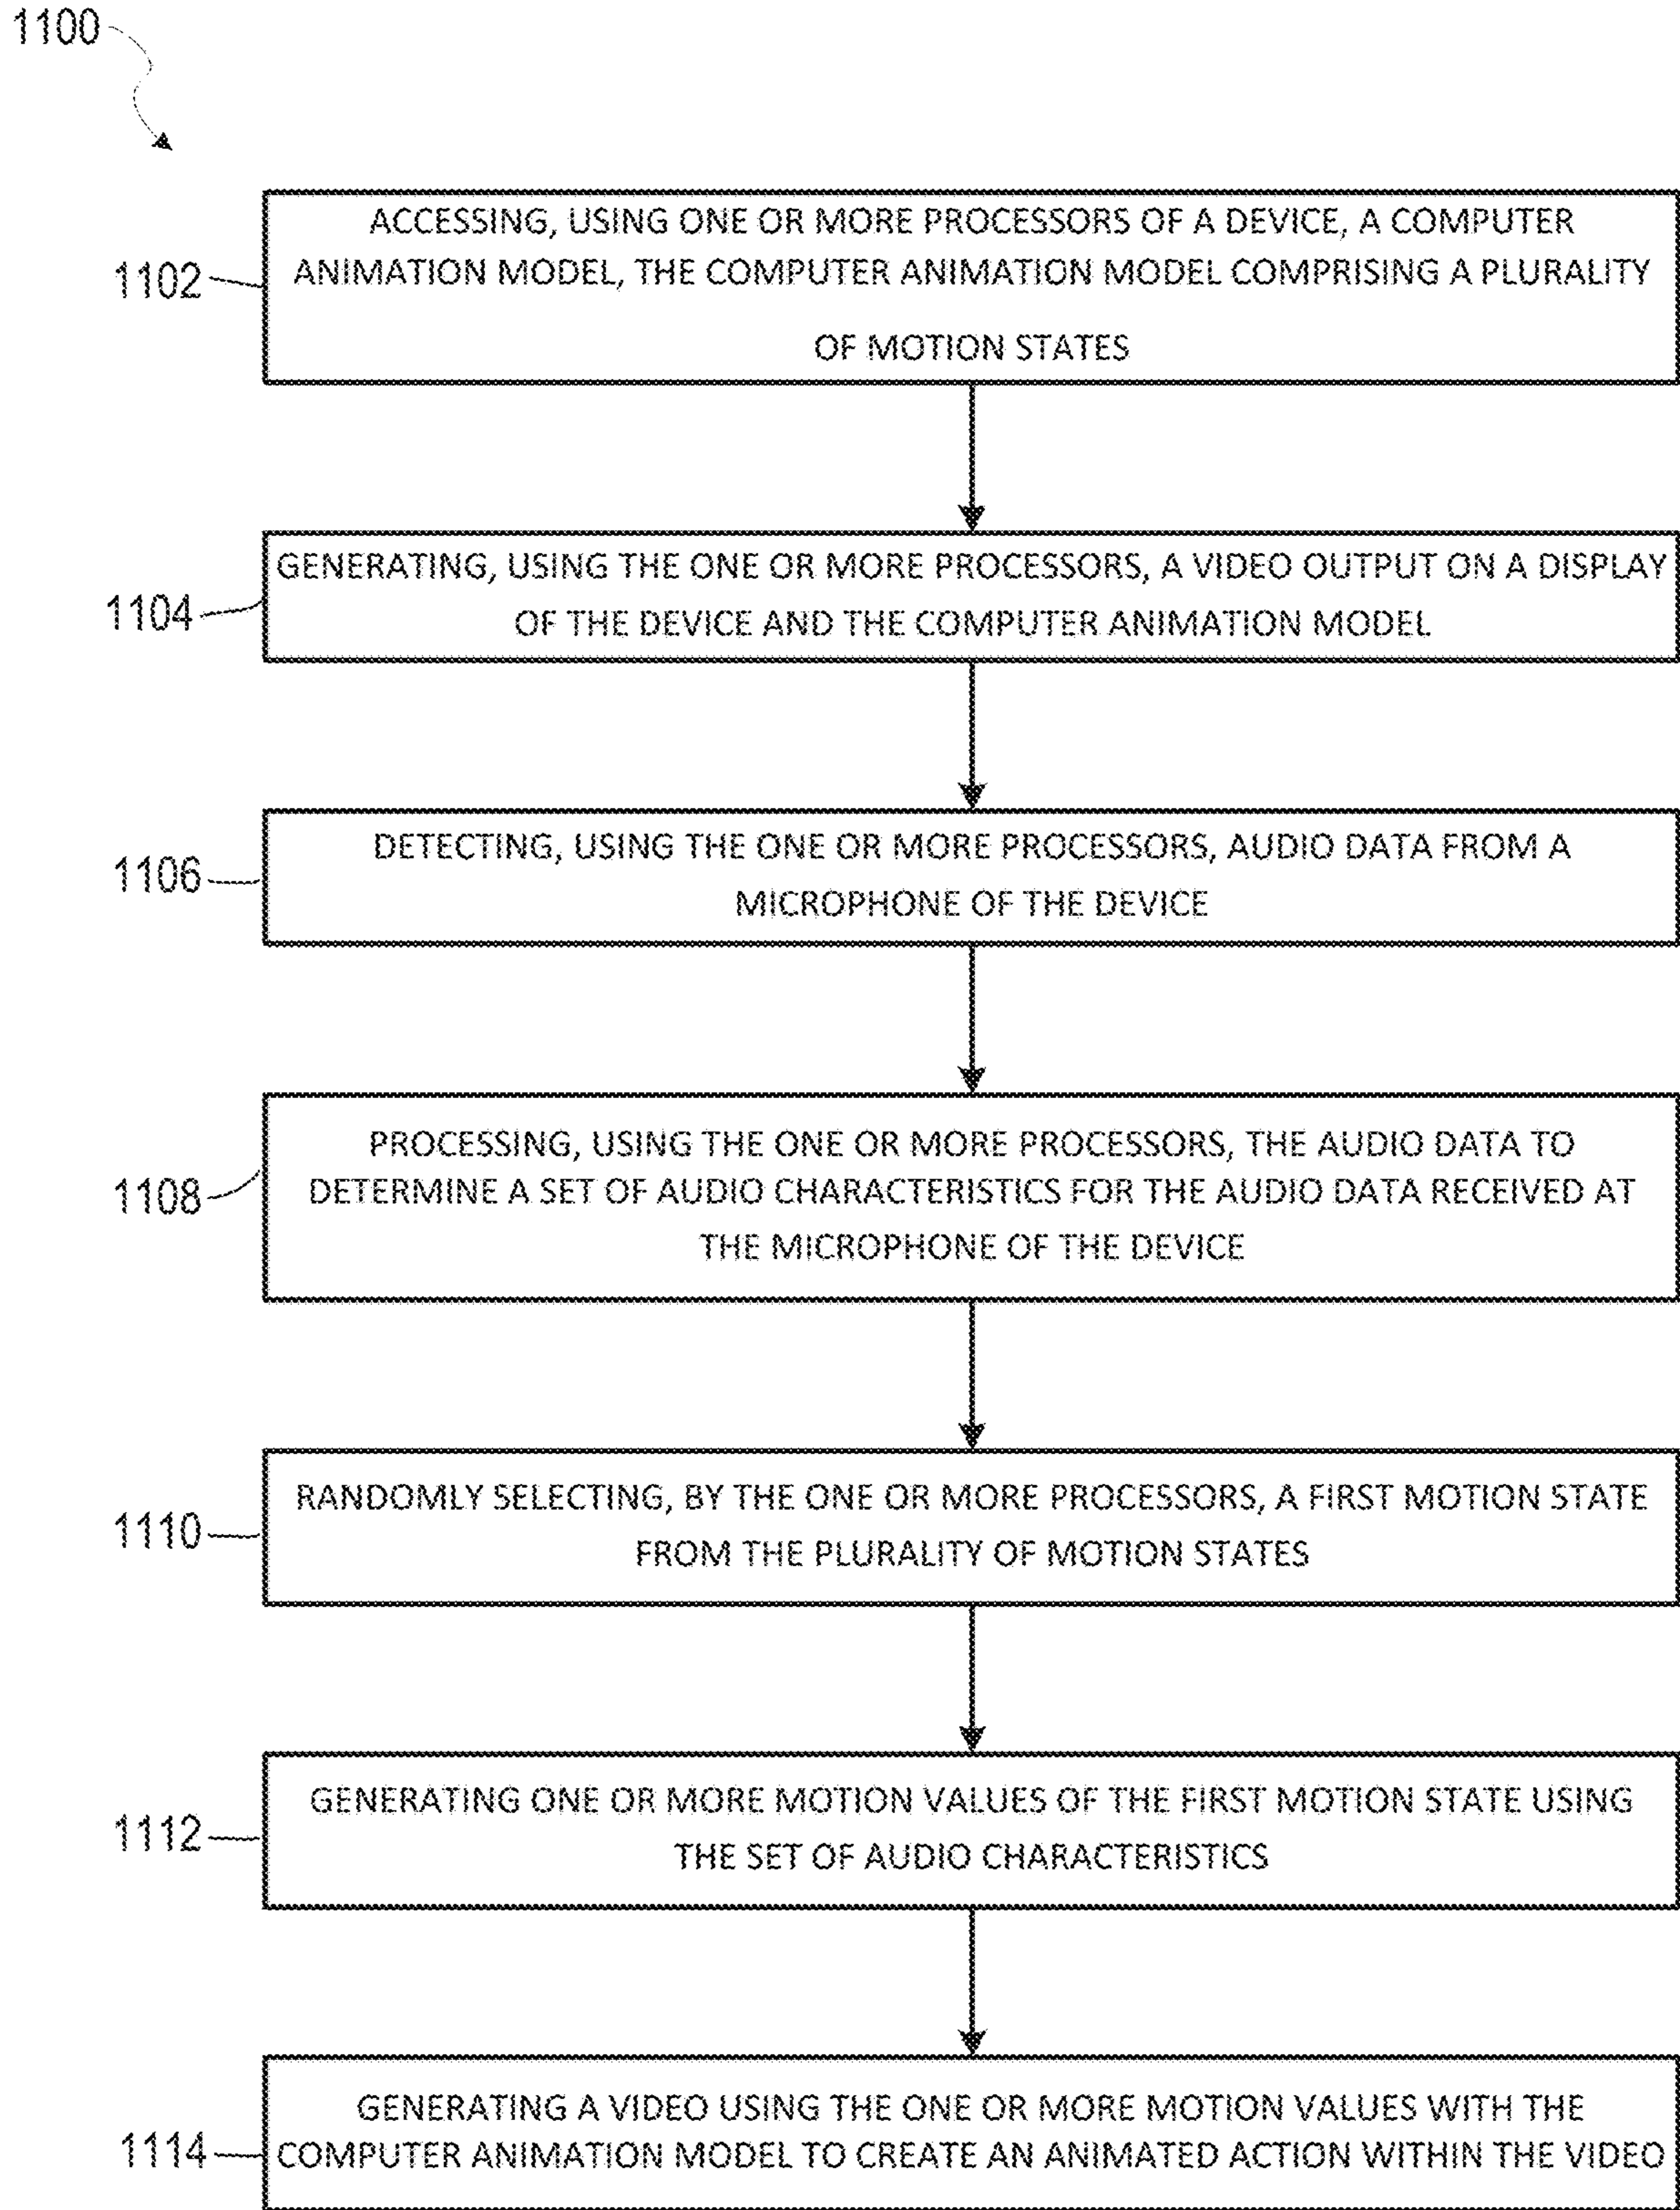 1100
1102
ACCESSING, USING ONE OR MORE PROCESSORS OF A DEVICE, A COMPUTER
ANIMATION MODEL, THE COMPUTER ANIMATION MODEL COMPRISING A PLURALITY
OF MOTION STATES
1104
GENERATING, USING THE ONE OR MORE PROCESSORS, A VIDEO OUTPUT ON A DISPLAY
OF THE DEVICE AND THE COMPUTER ANIMATION MODEL
1106
DETECTING, USING THE ONE OR MORE PROCESSORS, AUDIO DATA FROM A
MICROPHONE OF THE DEVICE
1108
PROCESSING, USING THE ONE OR MORE PROCESSORS, THE AUDIO DATA TO
DETERMINE A SET OF AUDIO CHARACTERISTICS FOR THE AUDIO DATA RECEIVED AT
THE MICROPHONE OF THE DEVICE
1110
RANDOMLY SELECTING, BY THE ONE OR MORE PROCESSORS, A FIRST MOTION STATE
FROM THE PLURALITY OF MOTION STATES
1112
GENERATING ONE OR MORE MOTION VALUES OF THE FIRST MOTION STATE USING
THE SET OF AUDIO CHARACTERISTICS
1114
GENERATING A VIDEO USING THE ONE OR MORE MOTION VALUES WITH THE
COMPUTER ANIMATION MODEL TO CREATE AN ANIMATED ACTION WITHIN THE VIDEO